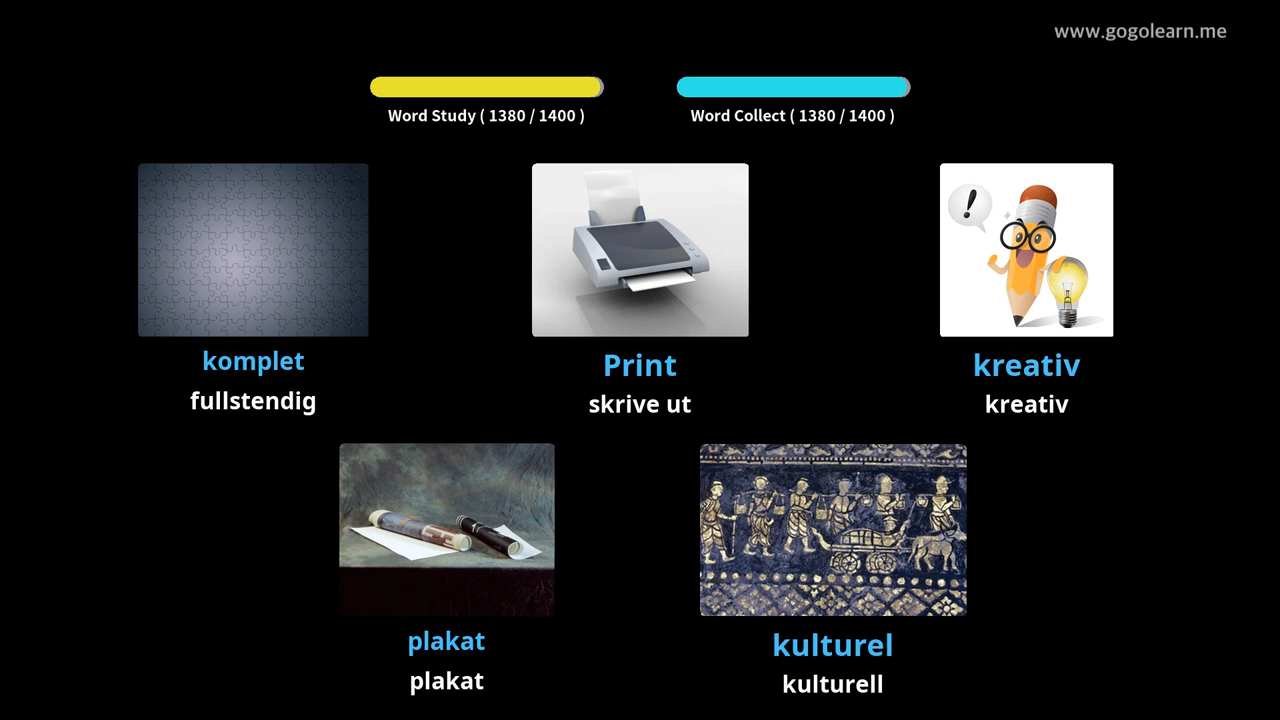 www.gogolearn.me
Word Study ( 1380 / 1400 )
Word Collect ( 1380 / 1400 )
komplet
fullstendig
Print
skrive ut
kreativ
kreativ
plakat
plakat
kulturel
kulturell